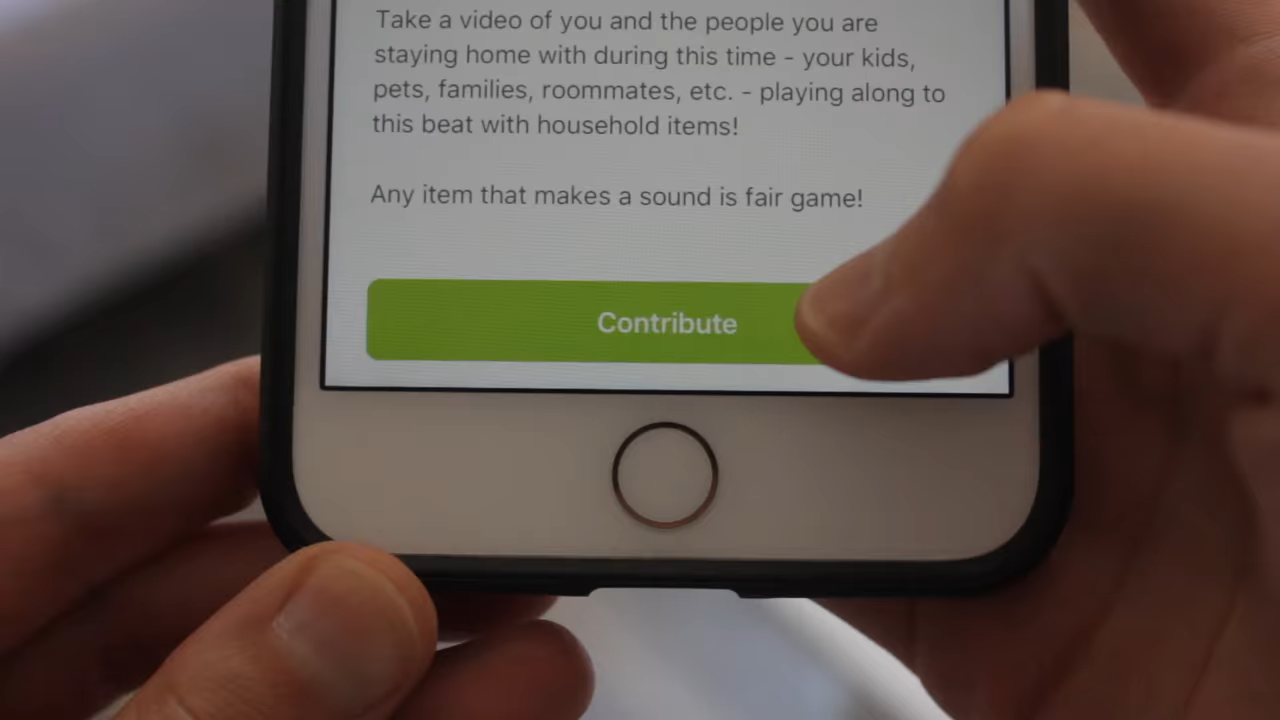 Take a video of you and the people you are
staying home with during this time - your kids,
pets, families, roommates, etc. - playing along to
this beat with household items!
Any item that makes a sound is fair game!
Contribute